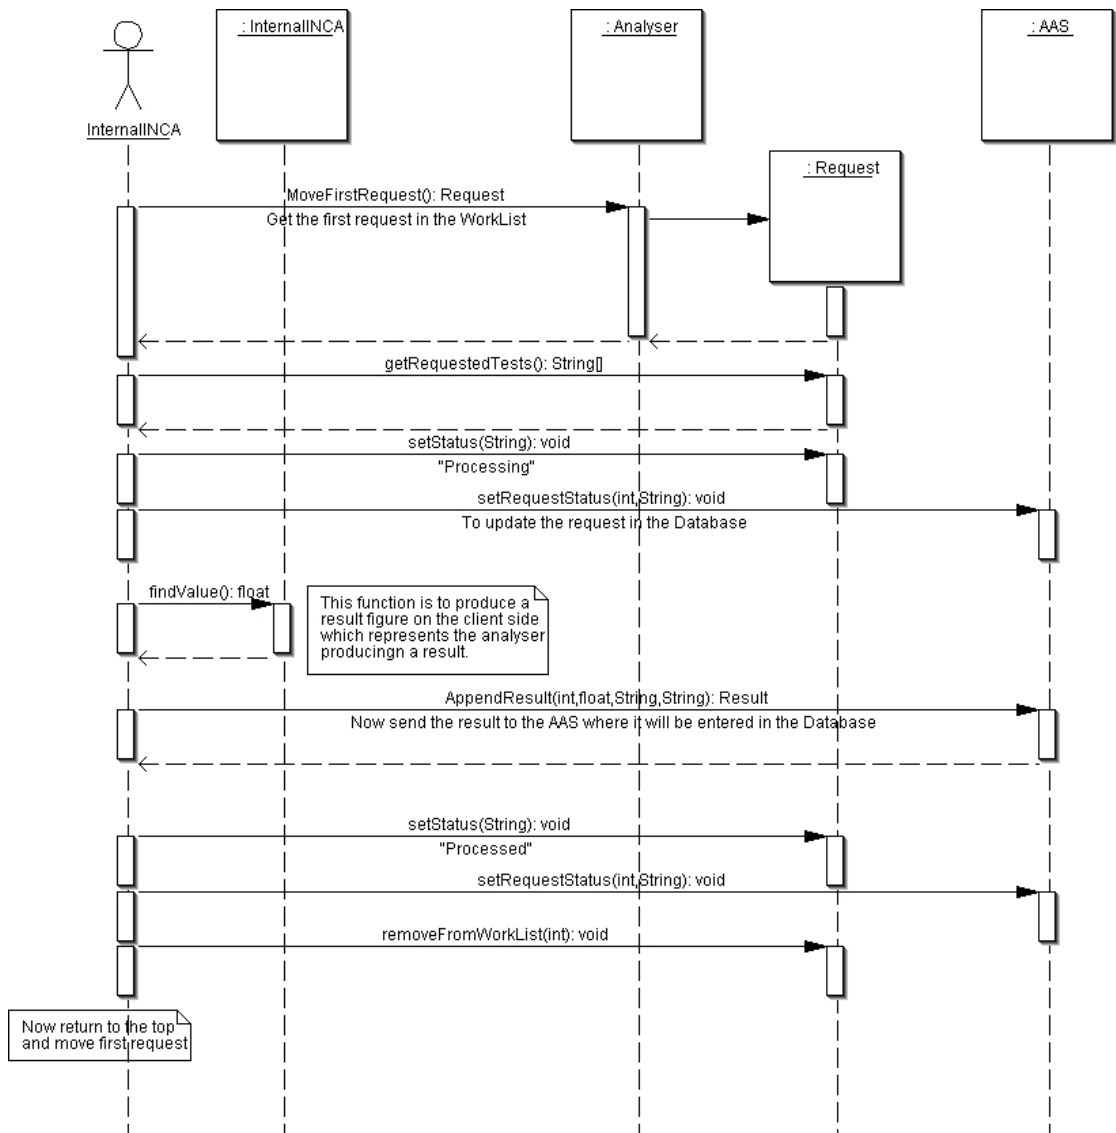 : InternalINCA
: Analyser
: AAS
InternalINCA
: Request
MoveFirstRequest(): Request
Get the first request in the WorkList
getRequestedTests(): String[]
setStatus(String): void
"Processing"
setRequestStatus(int,String): void
To update the request in the Database
findValue(): float
This function is to produce a
result figure on the client side
which represents the analyser
producingn a result.
AppendResult(int,float,String,String): Result
Now send the result to the AAS where it will be entered in the Database
setStatus(String): void
"Processed"
setRequestStatus(int,String): void
removeFromWorkList(int): void
Now return to the top
and move first request